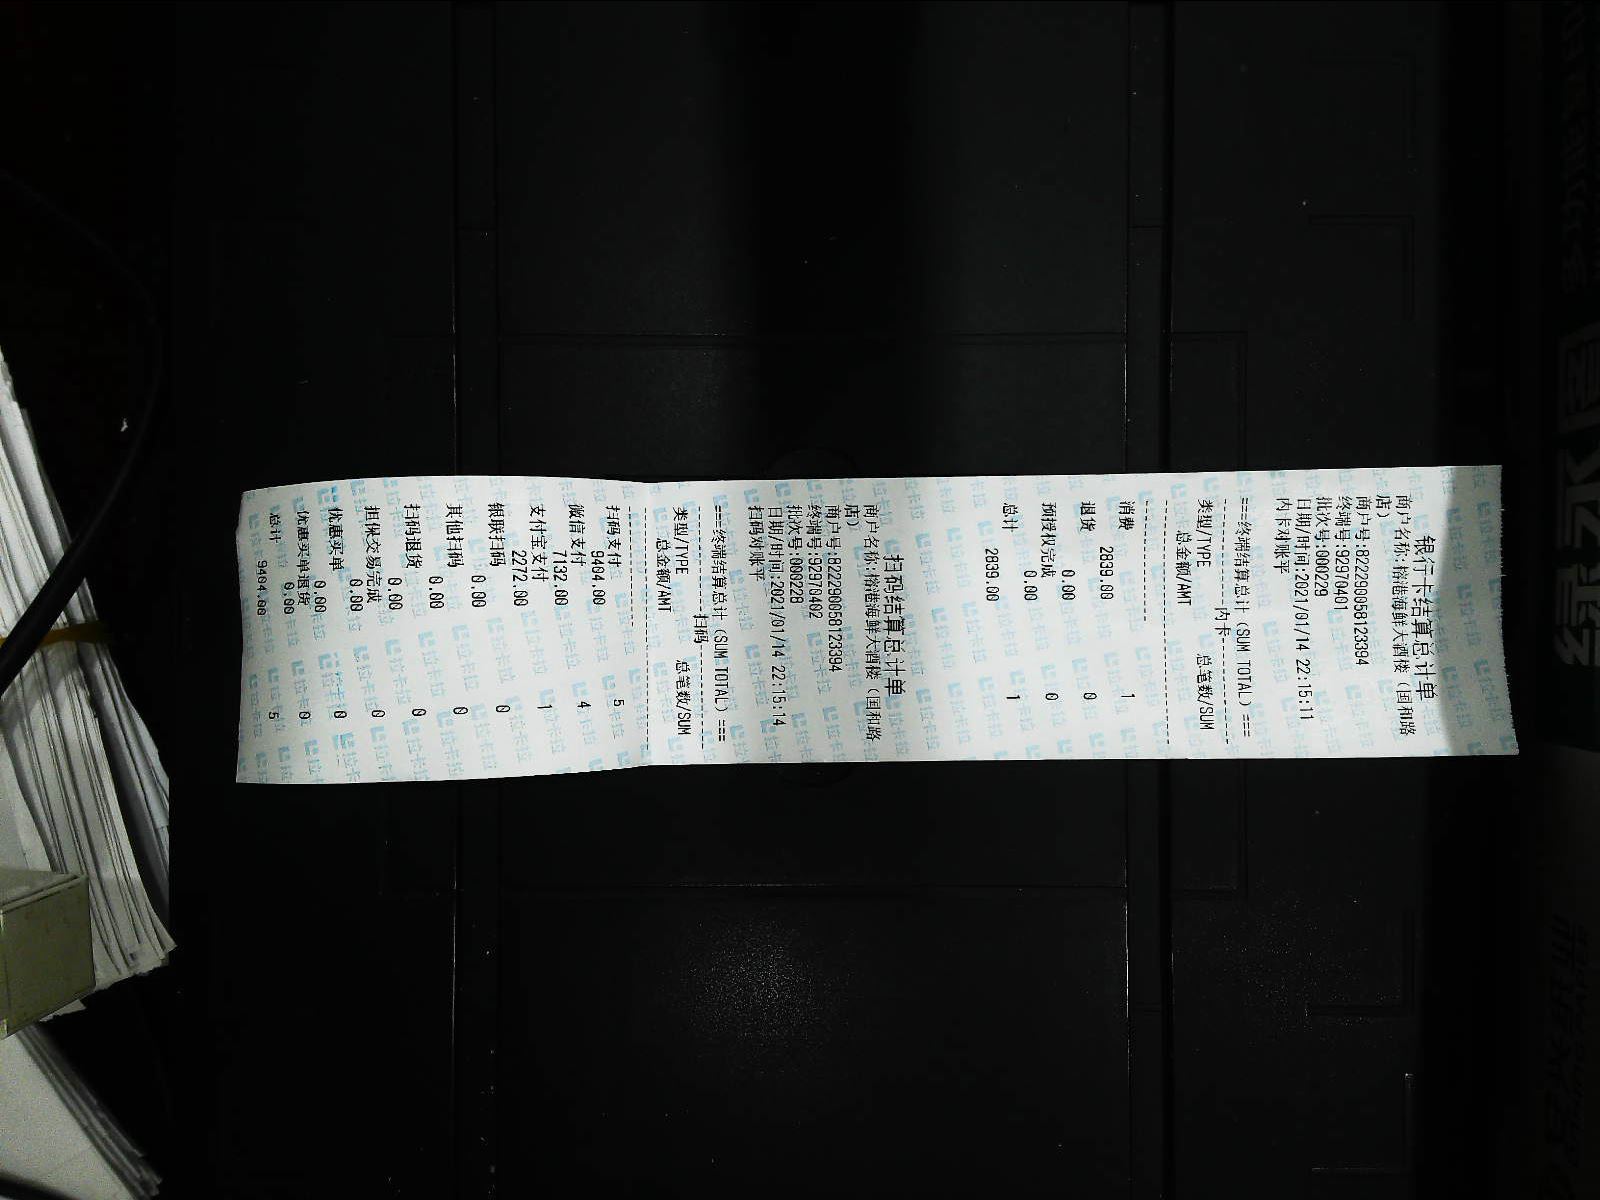 银行卡结算总计单
商户名称:榕港海鲜大酒楼（国和路
店）
商户号:822290058123394
终端号:92970401
批次号:000229
日期/时间:2021/01/14 22:15:11
内卡对账平
===终端结算总计（SUM TOTAL）===
内卡
类型/TYPE 总笔数/SUM
总金额/AMT
消费 1
2839.00
退货 0
0.00
预授权完成 0
0.00
总计 1
2839.00
扫码结算总计单
商户名称:榕港海鲜大酒楼（国和路
店）
商户号:822290058123394
终端号:92970402
批次号:000228
日期/时间:2021/01/14 22:15:14
扫码对账平
===终端结算总计（SUM TOTAL）===
扫码
类型/TYPE 总笔数/SUM
总金额/AMT
扫码支付 5
9404.00
微信支付 4
7132.00
支付宝支付 1
2272.00
银联扫码 0
0.00
其他扫码 0
0.00
扫码退货 0
0.00
担保交易完成 0
0.00
优惠买单 0
0.00
优惠买单退货 0
0.00
总计 5
9404.00